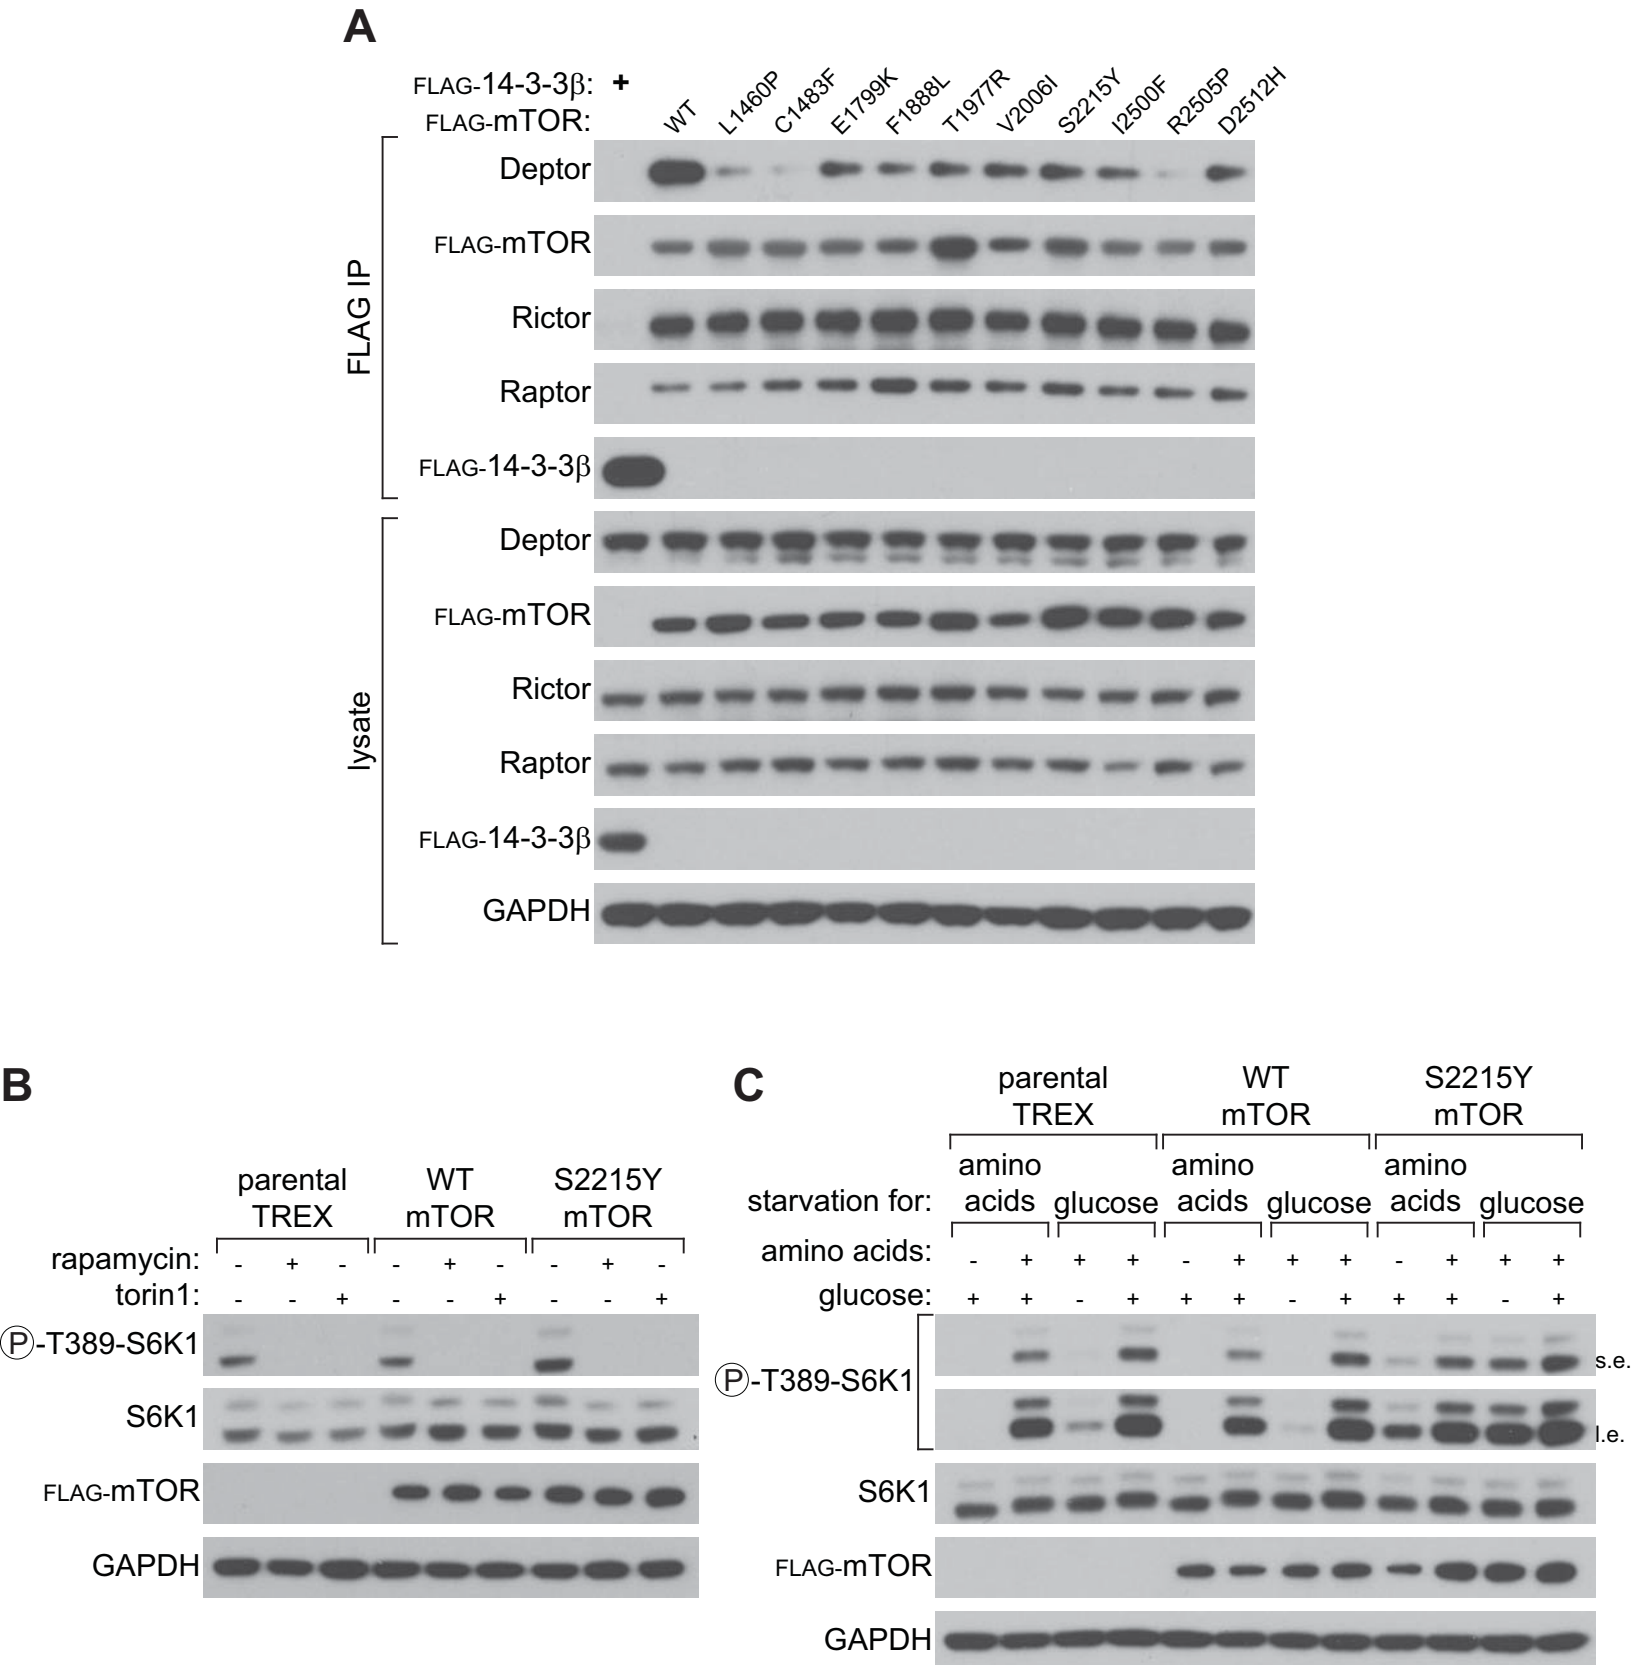 A
FLAG-14-3-3β: +
FLAG-mTOR: WT L1460P C1483F E1799K F1888L T1977R V2006I S2215Y I2500F R2505P D2512H
FLAG IP
Deptor
FLAG-mTOR
Rictor
Raptor
FLAG-14-3-3β
lysate
Deptor
FLAG-mTOR
Rictor
Raptor
FLAG-14-3-3β
GAPDH
B
parental TREX
WT mTOR
S2215Y mTOR
rapamycin: - + - - + - - + -
torin1: - - + - - + - - +
P-T389-S6K1
S6K1
FLAG-mTOR
GAPDH
C
parental TREX
WT mTOR
S2215Y mTOR
starvation for: amino acids glucose amino acids glucose amino acids glucose
amino acids: - + + + - + + + - + + +
glucose: + + - + + + - + + + - +
P-T389-S6K1
s.e.
l.e.
S6K1
FLAG-mTOR
GAPDH